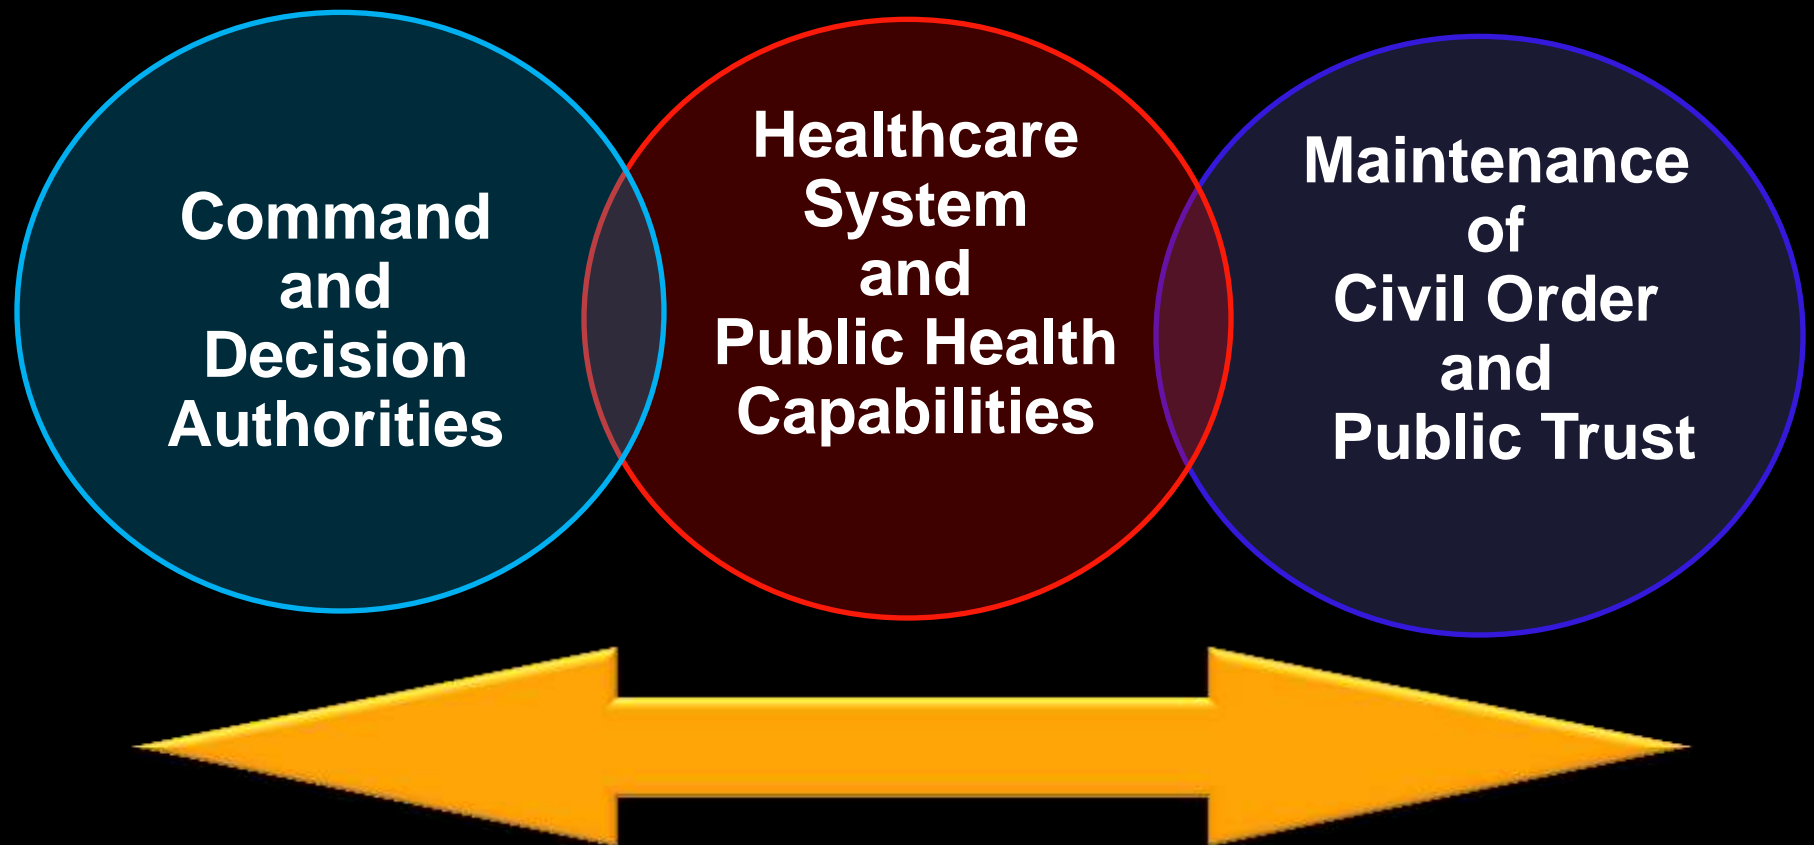 Command
and
Decision
Authorities
Healthcare
System
and
Public Health
Capabilities
Maintenance
of
Civil Order
and
Public Trust